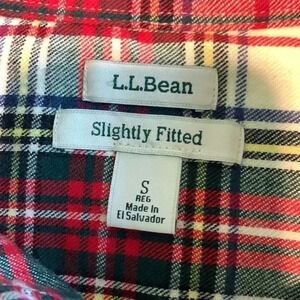 L.L.Bean
Slightly Fitted
S
REG
Made In
El Salvador